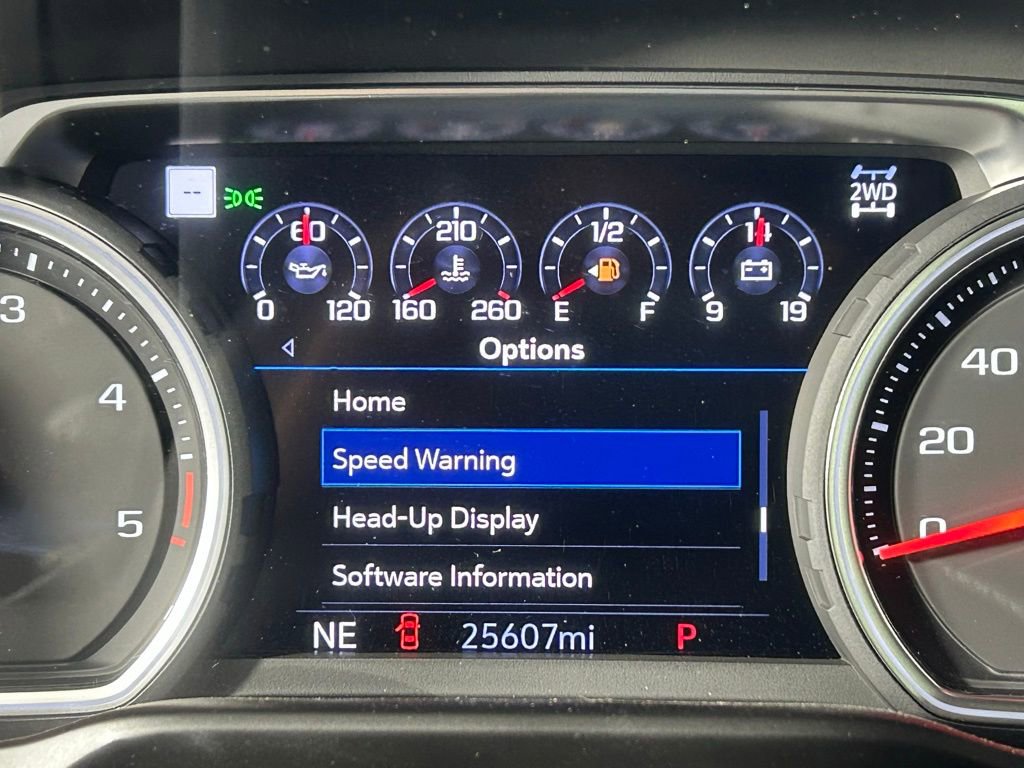 --
2WD
60
0 120
210
160 260
1/2
E F
14
9 19
Options
Home
Speed Warning
Head-Up Display
Software Information
NE 25607mi P
3
4
5
40
20
0